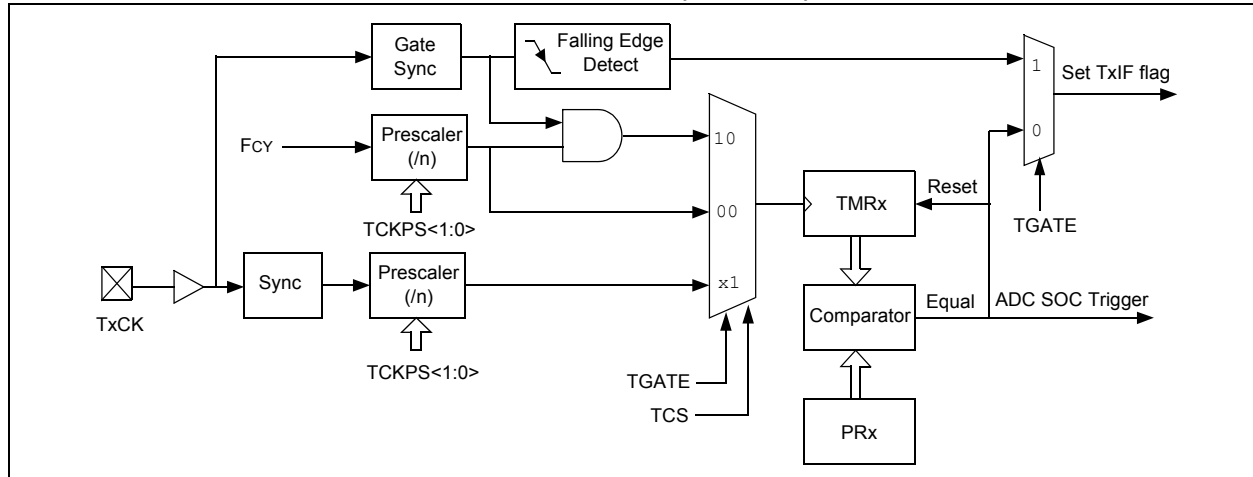 Gate
Sync
Falling Edge
Detect
1
Set TxIF flag
0
FCY
Prescaler
(/n)
10
TCKPS<1:0>
00
TMRx
Reset
TGATE
TxCK
Sync
Prescaler
(/n)
x1
TCKPS<1:0>
Comparator
Equal
ADC SOC Trigger
TGATE
TCS
PRx